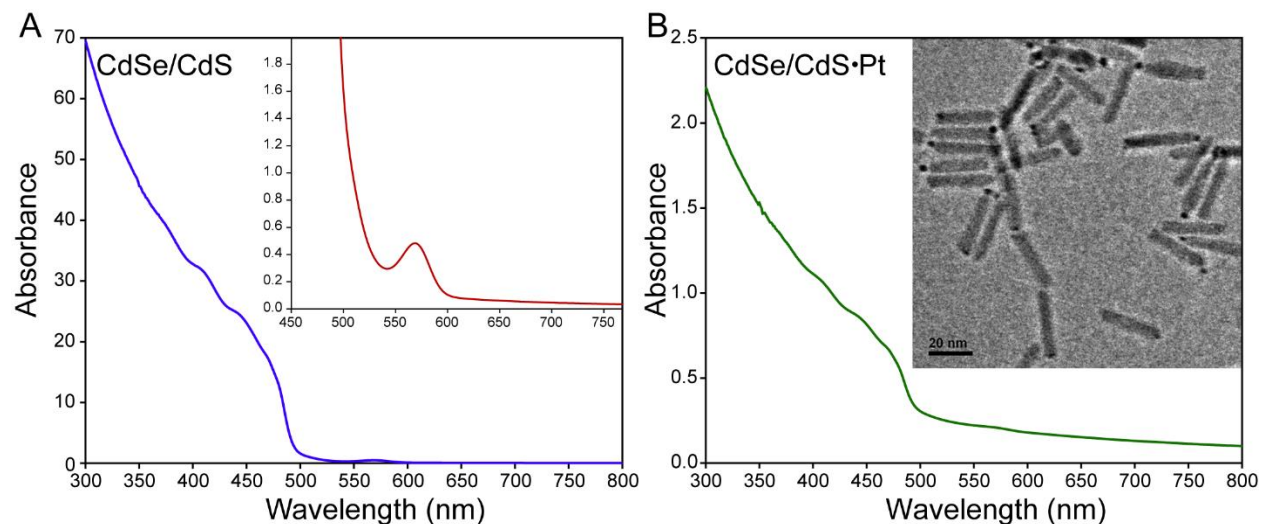 A
CdSe/CdS
Absorbance
70
60
50
40
30
20
10
0
300 350 400 450 500 550 600 650 700 750 800
Wavelength (nm)
1.8
1.6
1.4
1.2
1.0
0.8
0.6
0.4
0.2
0.0
450 500 550 600 650 700 750
B
CdSe/CdS•Pt
Absorbance
2.5
2.0
1.5
1.0
0.5
0.0
300 350 400 450 500 550 600 650 700 750 800
Wavelength (nm)
20 nm